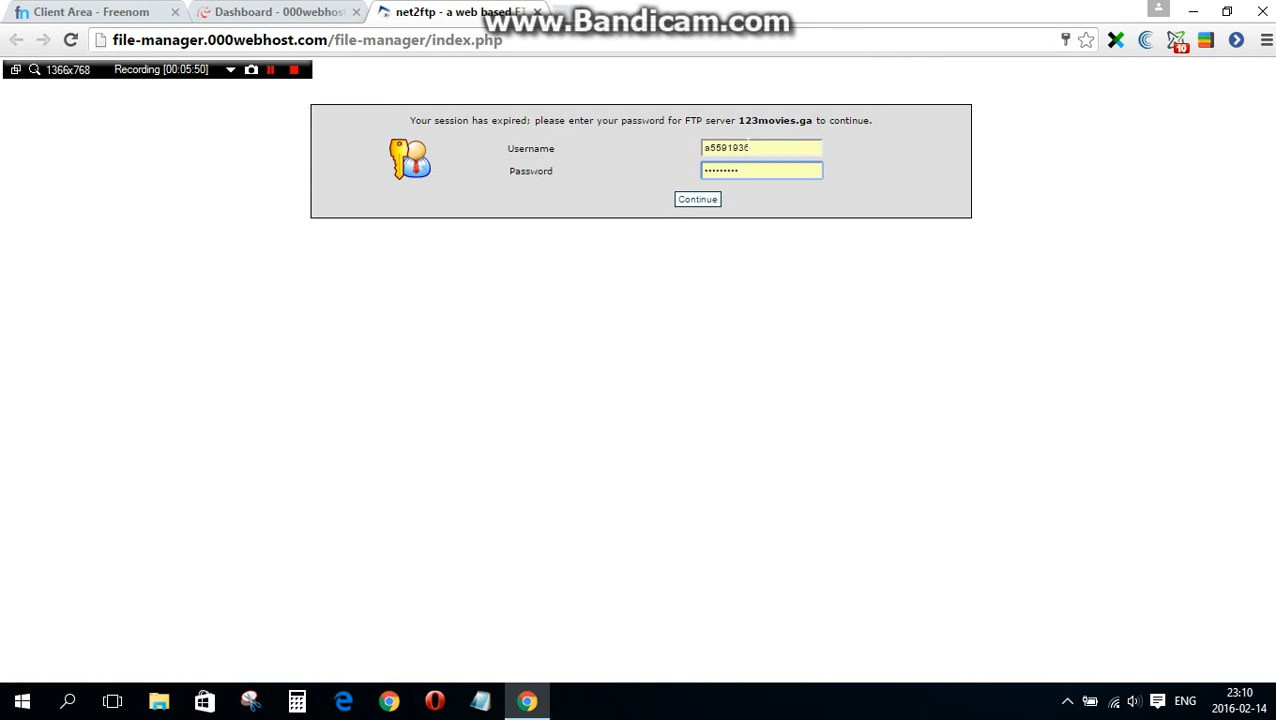 Client Area - Freenom
Dashboard - 000webhost
net2ftp - a web based FT
www.Bandicam.com
file-manager.000webhost.com/file-manager/index.php
10
1366x768
Recording [00:05:50]
Your session has expired; please enter your password for FTP server 123movies.ga to continue.
Username
a5591936
Password
•••••••••
Continue
ENG
23:10
2016-02-14